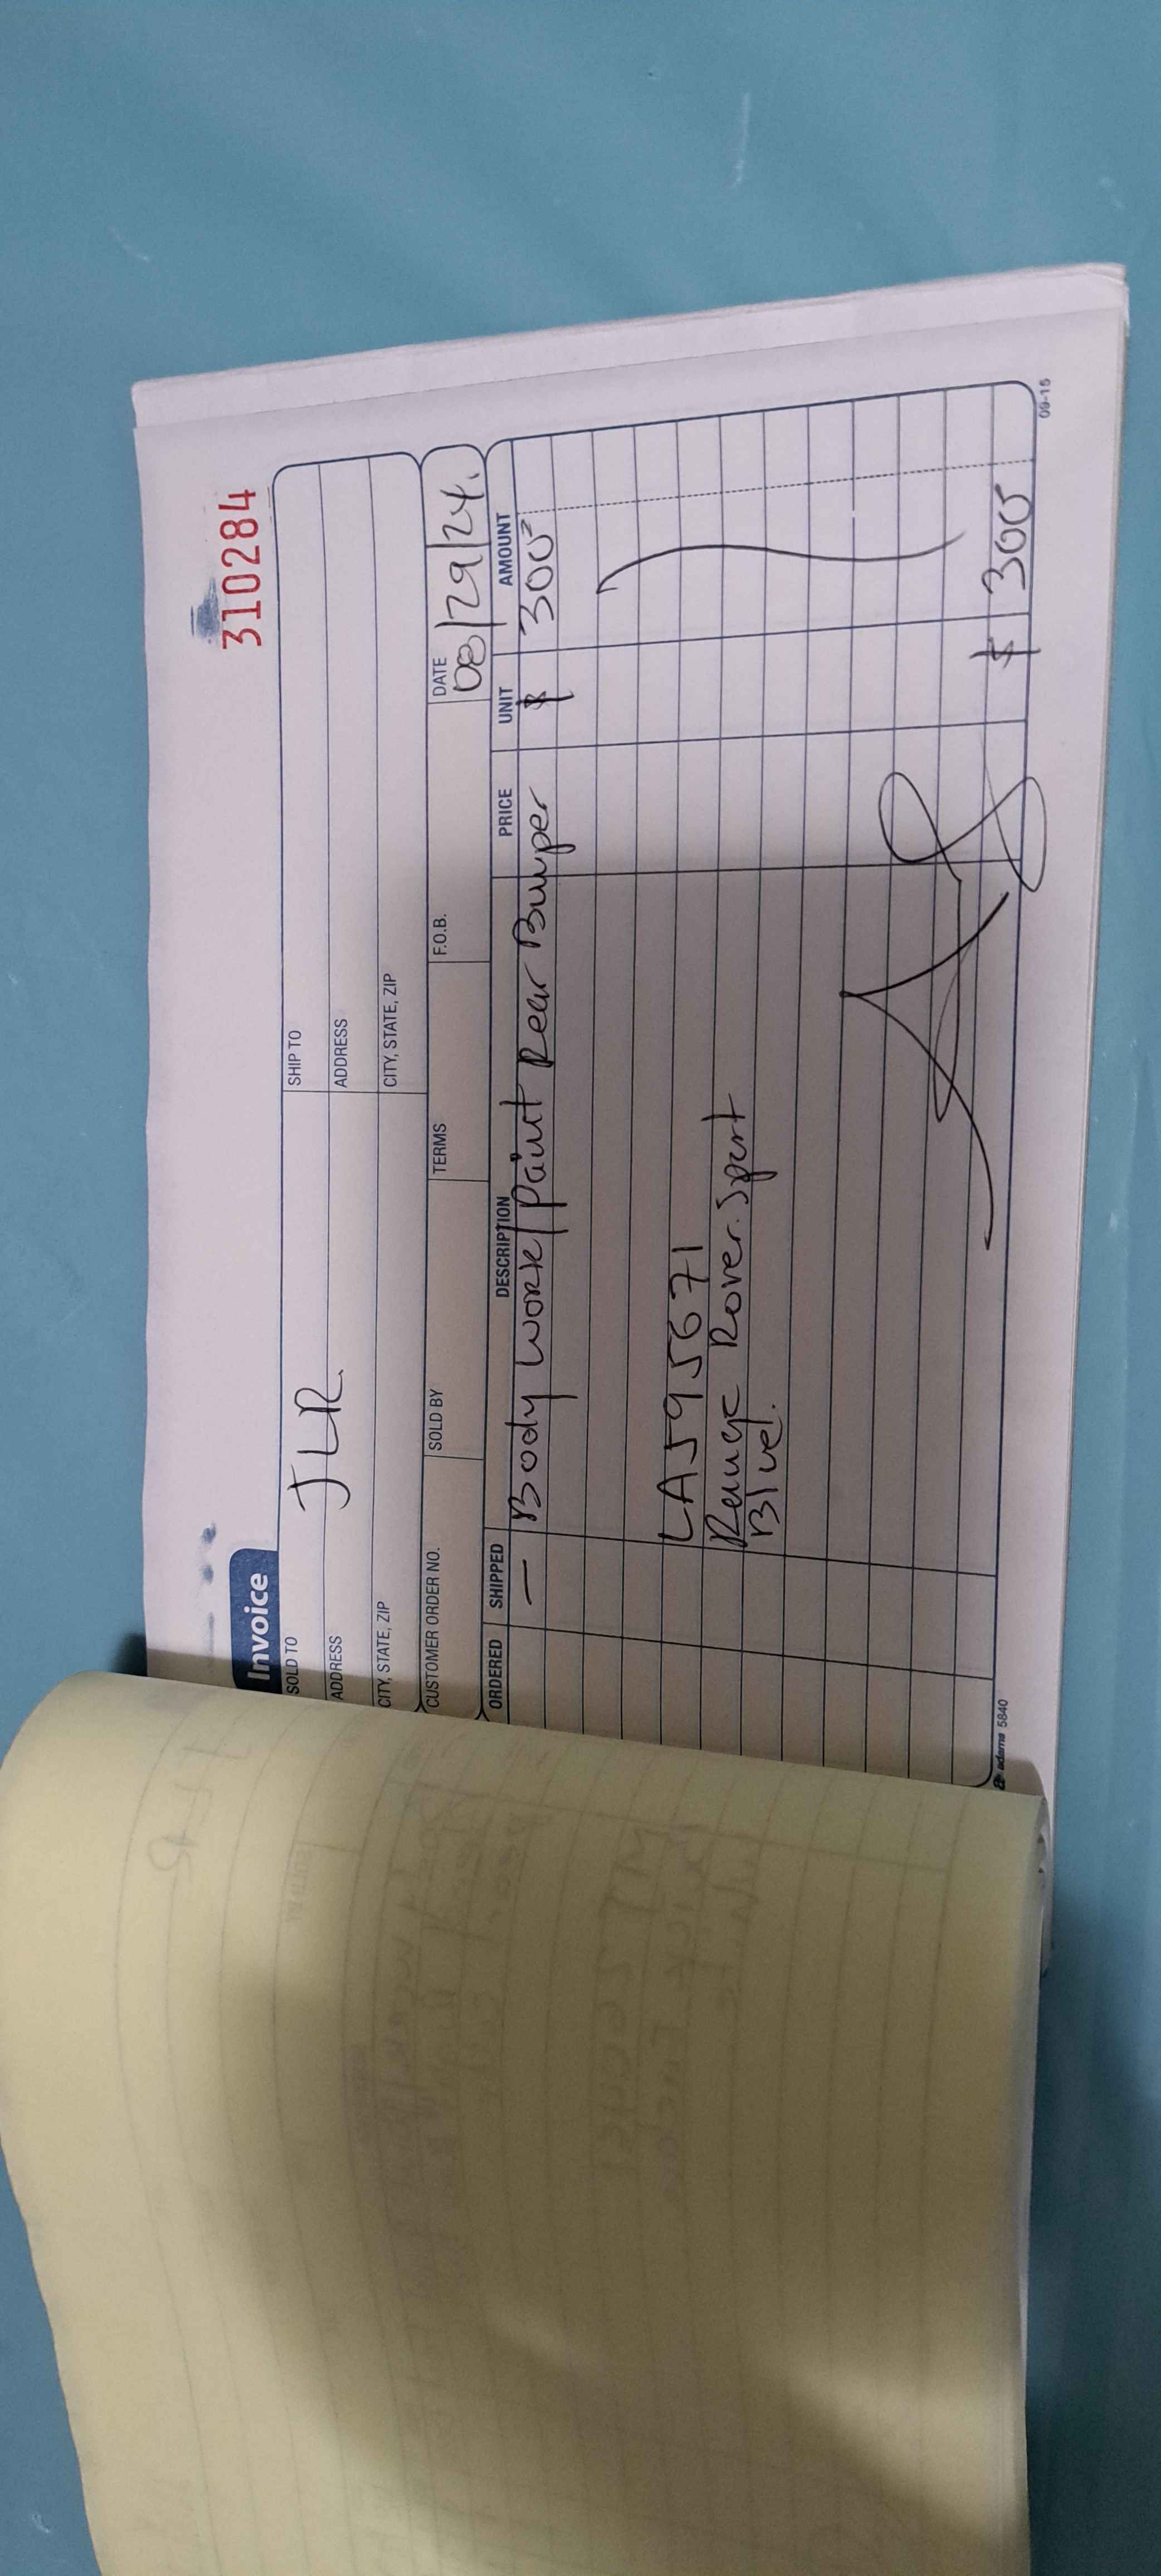 310284
Invoice
SOLD TO JLR. SHIP TO
ADDRESS ADDRESS
CITY, STATE, ZIP CITY, STATE, ZIP
CUSTOMER ORDER NO. SOLD BY TERMS F.O.B. DATE 08/29/24.
ORDERED SHIPPED DESCRIPTION PRICE UNIT AMOUNT
— Body work/Paint Rear Bumper $ 300
LA595671
Range Rover Sport
Blue.
$ 300
adams 5840 09-15